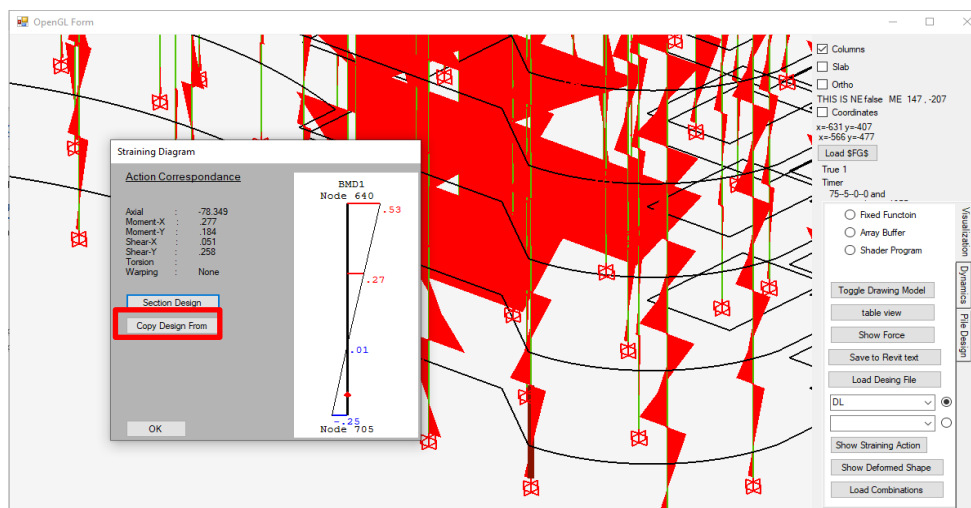 OpenGL Form
Straining Diagram
Action Correspondance
Axial : -78.349
Moment-X : .277
Moment-Y : .184
Shear-X : .051
Shear-Y : .258
Torsion :
Warping : None
Section Design
Copy Design From
OK
BMD1
Node 640
.53
.27
.01
-.25
Node 705
Columns
Slab
Ortho
THIS IS NEfalse ME 147 , -207
Coordinates
x=-631 y=-407
x=-566 y=-477
Load $FG$
True 1
Timer
75--5--0--0 and
Fixed Functoin
Array Buffer
Shader Program
Toggle Drawing Model
table view
Show Force
Save to Revit text
Load Desing File
DL
Show Straining Action
Show Deformed Shape
Load Combinations
Visualization
Dynamics
Pile Design